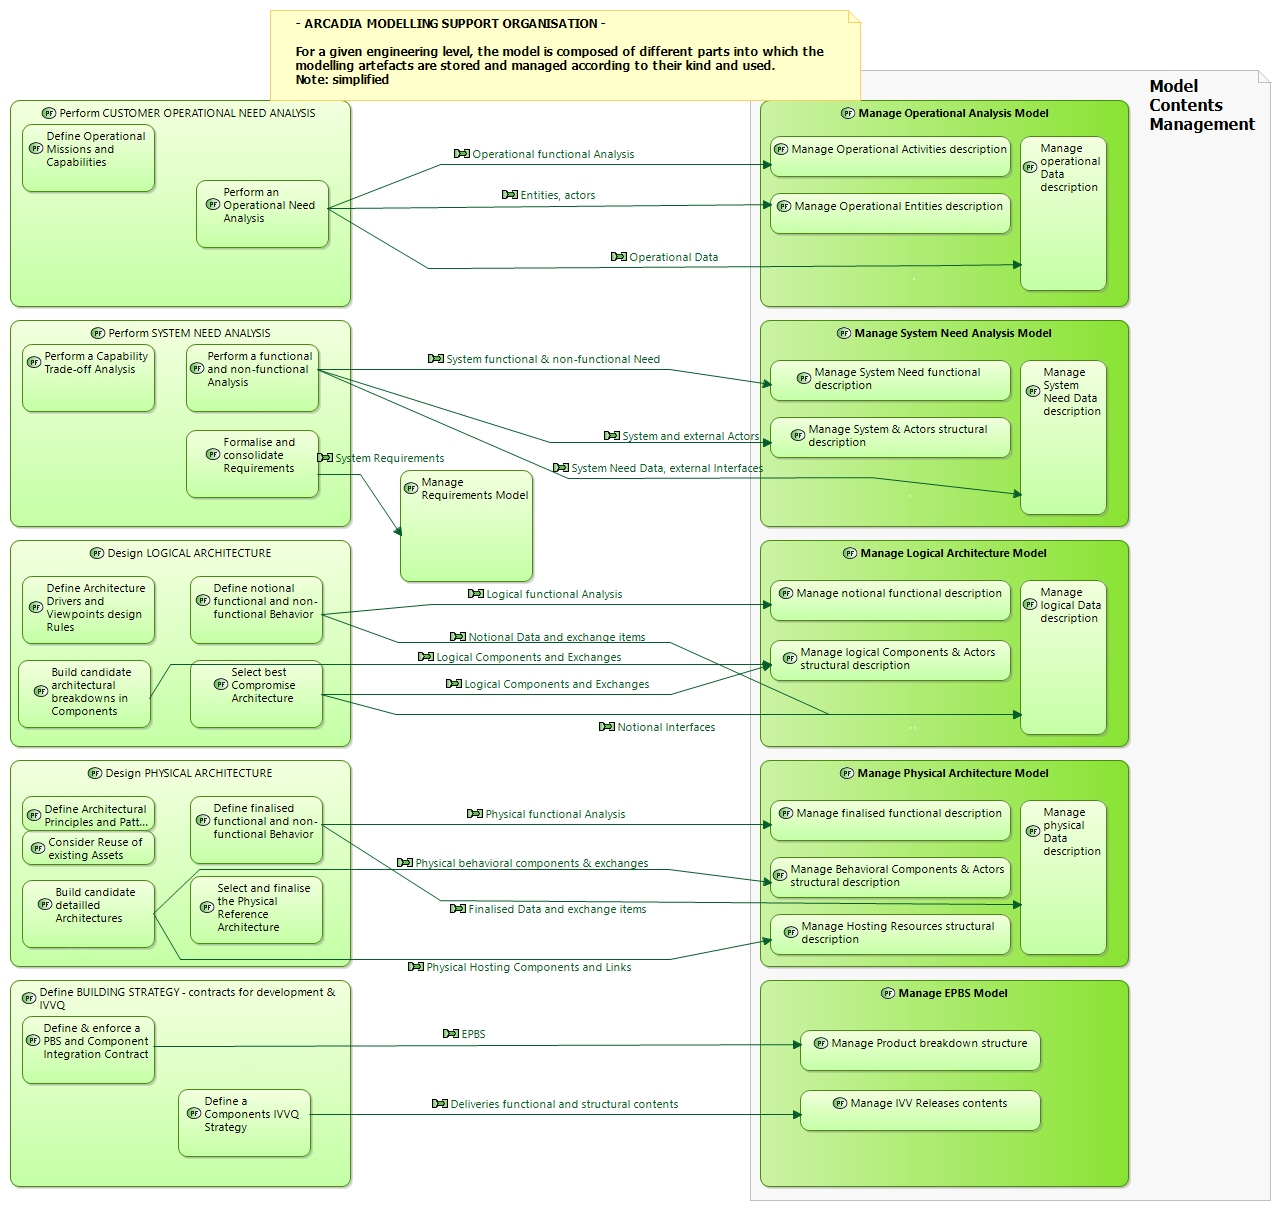 - ARCADIA MODELLING SUPPORT ORGANISATION -
For a given engineering level, the model is composed of different parts into which the
modelling artefacts are stored and managed according to their kind and used.
Note: simplified
Model
Contents
Management
PF Perform CUSTOMER OPERATIONAL NEED ANALYSIS
PF Define Operational
Missions and
Capabilities
PF Perform an
Operational Need
Analysis
Operational functional Analysis
Entities, actors
Operational Data
PF Manage Operational Analysis Model
PF Manage Operational Activities description
PF Manage Operational Entities description
PF Manage
operational
Data
description
PF Perform SYSTEM NEED ANALYSIS
PF Perform a Capability
Trade-off Analysis
PF Perform a functional
and non-functional
Analysis
PF Formalise and
consolidate
Requirements
System functional & non-functional Need
System and external Actors
System Requirements
System Need Data, external Interfaces
PF Manage
Requirements Model
PF Manage System Need Analysis Model
PF Manage System Need functional
description
PF Manage System & Actors structural
description
PF Manage
System
Need Data
description
PF Design LOGICAL ARCHITECTURE
PF Define Architecture
Drivers and
Viewpoints design
Rules
PF Define notional
functional and non-
functional Behavior
PF Build candidate
architectural
breakdowns in
Components
PF Select best
Compromise
Architecture
Logical functional Analysis
Notional Data and exchange items
Logical Components and Exchanges
Logical Components and Exchanges
Notional Interfaces
PF Manage Logical Architecture Model
PF Manage notional functional description
PF Manage logical Components & Actors
structural description
PF Manage
logical Data
description
PF Design PHYSICAL ARCHITECTURE
PF Define Architectural
Principles and Patt...
PF Consider Reuse of
existing Assets
PF Define finalised
functional and non-
functional Behavior
PF Build candidate
detailled
Architectures
PF Select and finalise
the Physical
Reference
Architecture
Physical functional Analysis
Physical behavioral components & exchanges
Finalised Data and exchange items
Physical Hosting Components and Links
PF Manage Physical Architecture Model
PF Manage finalised functional description
PF Manage Behavioral Components & Actors
structural description
PF Manage Hosting Resources structural
description
PF Manage
physical
Data
description
PF Define BUILDING STRATEGY - contracts for development &
IVVQ
PF Define & enforce a
PBS and Component
Integration Contract
PF Define a
Components IVVQ
Strategy
EPBS
Deliveries functional and structural contents
PF Manage EPBS Model
PF Manage Product breakdown structure
PF Manage IVV Releases contents